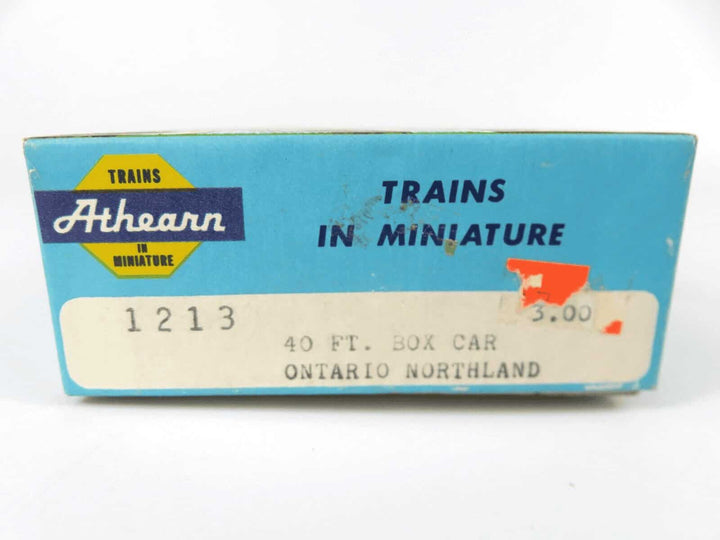 TRAINS
Athearn
IN
MINIATURE
TRAINS
IN MINIATURE
1213
3.00
40 FT. BOX CAR
ONTARIO NORTHLAND